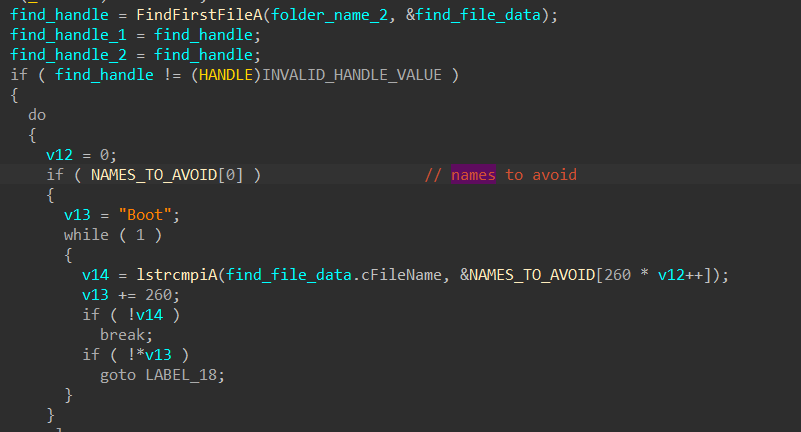 find_handle = FindFirstFileA(folder_name_2, &find_file_data);
find_handle_1 = find_handle;
find_handle_2 = find_handle;
if ( find_handle != (HANDLE)INVALID_HANDLE_VALUE )
{
do
{
v12 = 0;
if ( NAMES_TO_AVOID[0] ) // names to avoid
{
v13 = "Boot";
while ( 1 )
{
v14 = lstrcmpiA(find_file_data.cFileName, &NAMES_TO_AVOID[260 * v12++]);
v13 += 260;
if ( !v14 )
break;
if ( !*v13 )
goto LABEL_18;
}
}